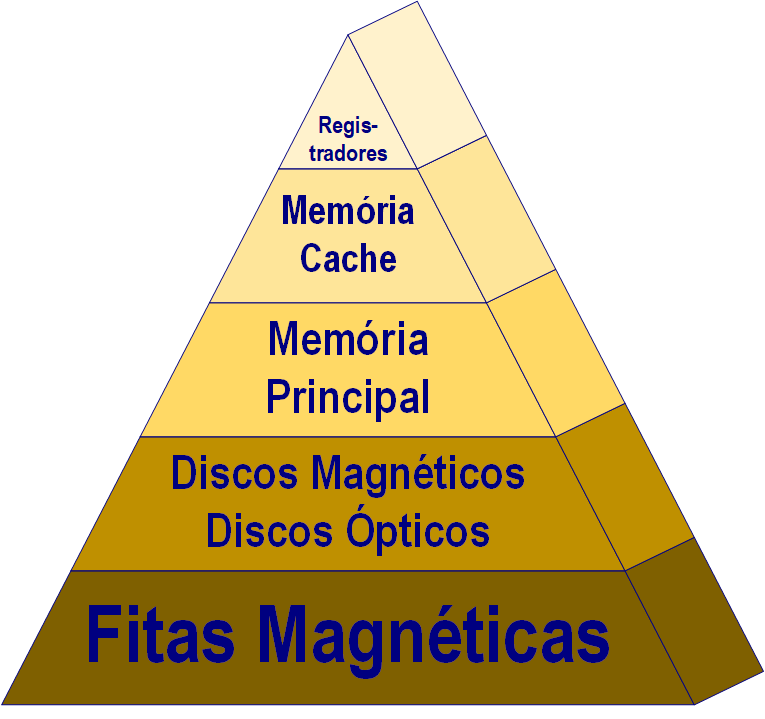 Regis-
tradores
Memória
Cache
Memória
Principal
Discos Magnéticos
Discos Ópticos
Fitas Magnéticas